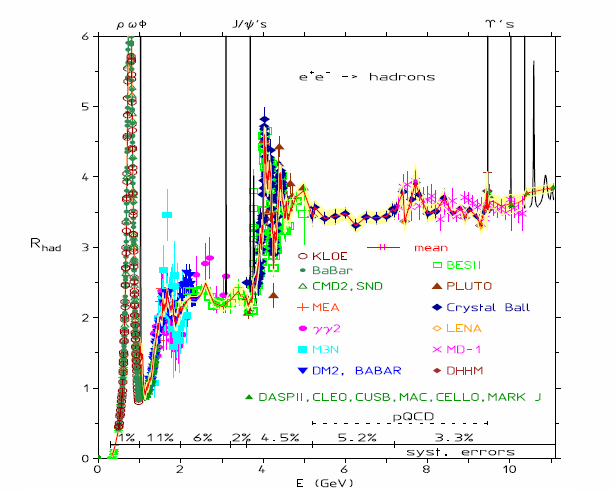 ρ ω Φ J/ψ's ϒ's
6
e⁺e⁻ -> hadrons
5
4
R_had
3
mean
KLOE BESII
BaBar
CMD2, SND PLUTO
MEA Crystal Ball
γγ2 LENA
2
M3N MD-1
DM2, BABAR DHHM
1
DASPII,CLEO,CUSB,MAC,CELLO,MARK J
pQCD
1% 11% 6% 2% 4.5% 5.2% 3.3%
syst. errors
0
0 2 4 6 8 10
E (GeV)